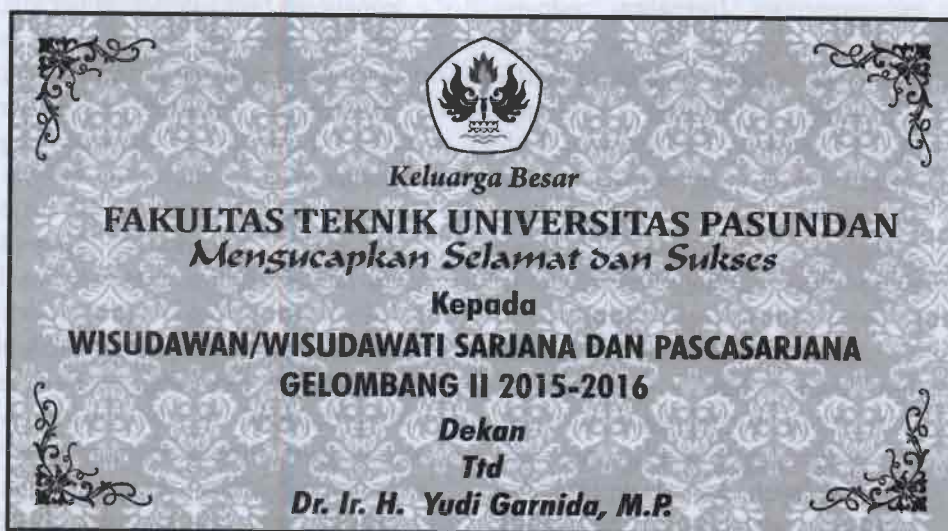 Keluarga Besar
FAKULTAS TEKNIK UNIVERSITAS PASUNDAN
Mengucapkan Selamat dan Sukses
Kepada
WISUDAWAN/WISUDAWATI SARJANA DAN PASCASARJANA
GELOMBANG II 2015-2016
Dekan
Ttd
Dr. Ir. H. Yudi Garnida, M.P.